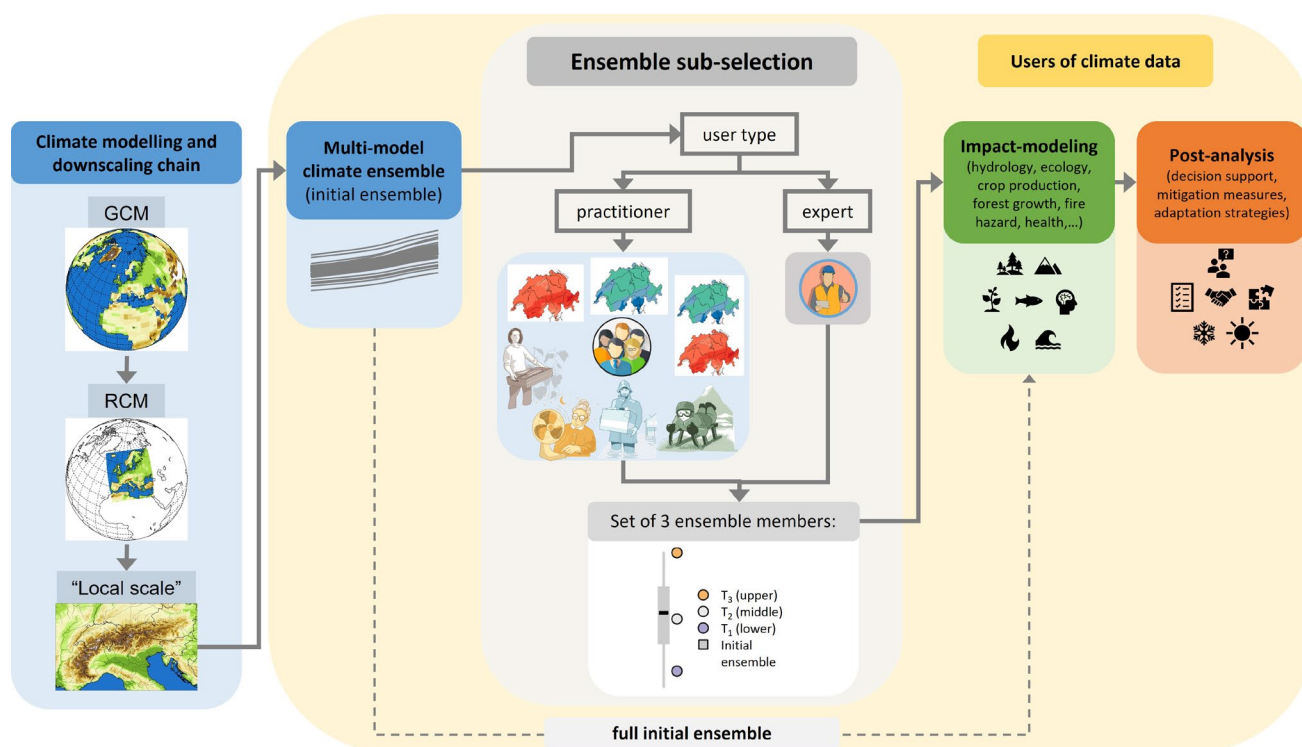 Ensemble sub-selection
Users of climate data
Climate modelling and
downscaling chain
GCM
RCM
“Local scale”
Multi-model
climate ensemble
(initial ensemble)
user type
practitioner
expert
Set of 3 ensemble members:
T3 (upper)
T2 (middle)
T1 (lower)
Initial
ensemble
Impact-modeling
(hydrology, ecology,
crop production,
forest growth, fire
hazard, health,...)
Post-analysis
(decision support,
mitigation measures,
adaptation strategies)
?
full initial ensemble